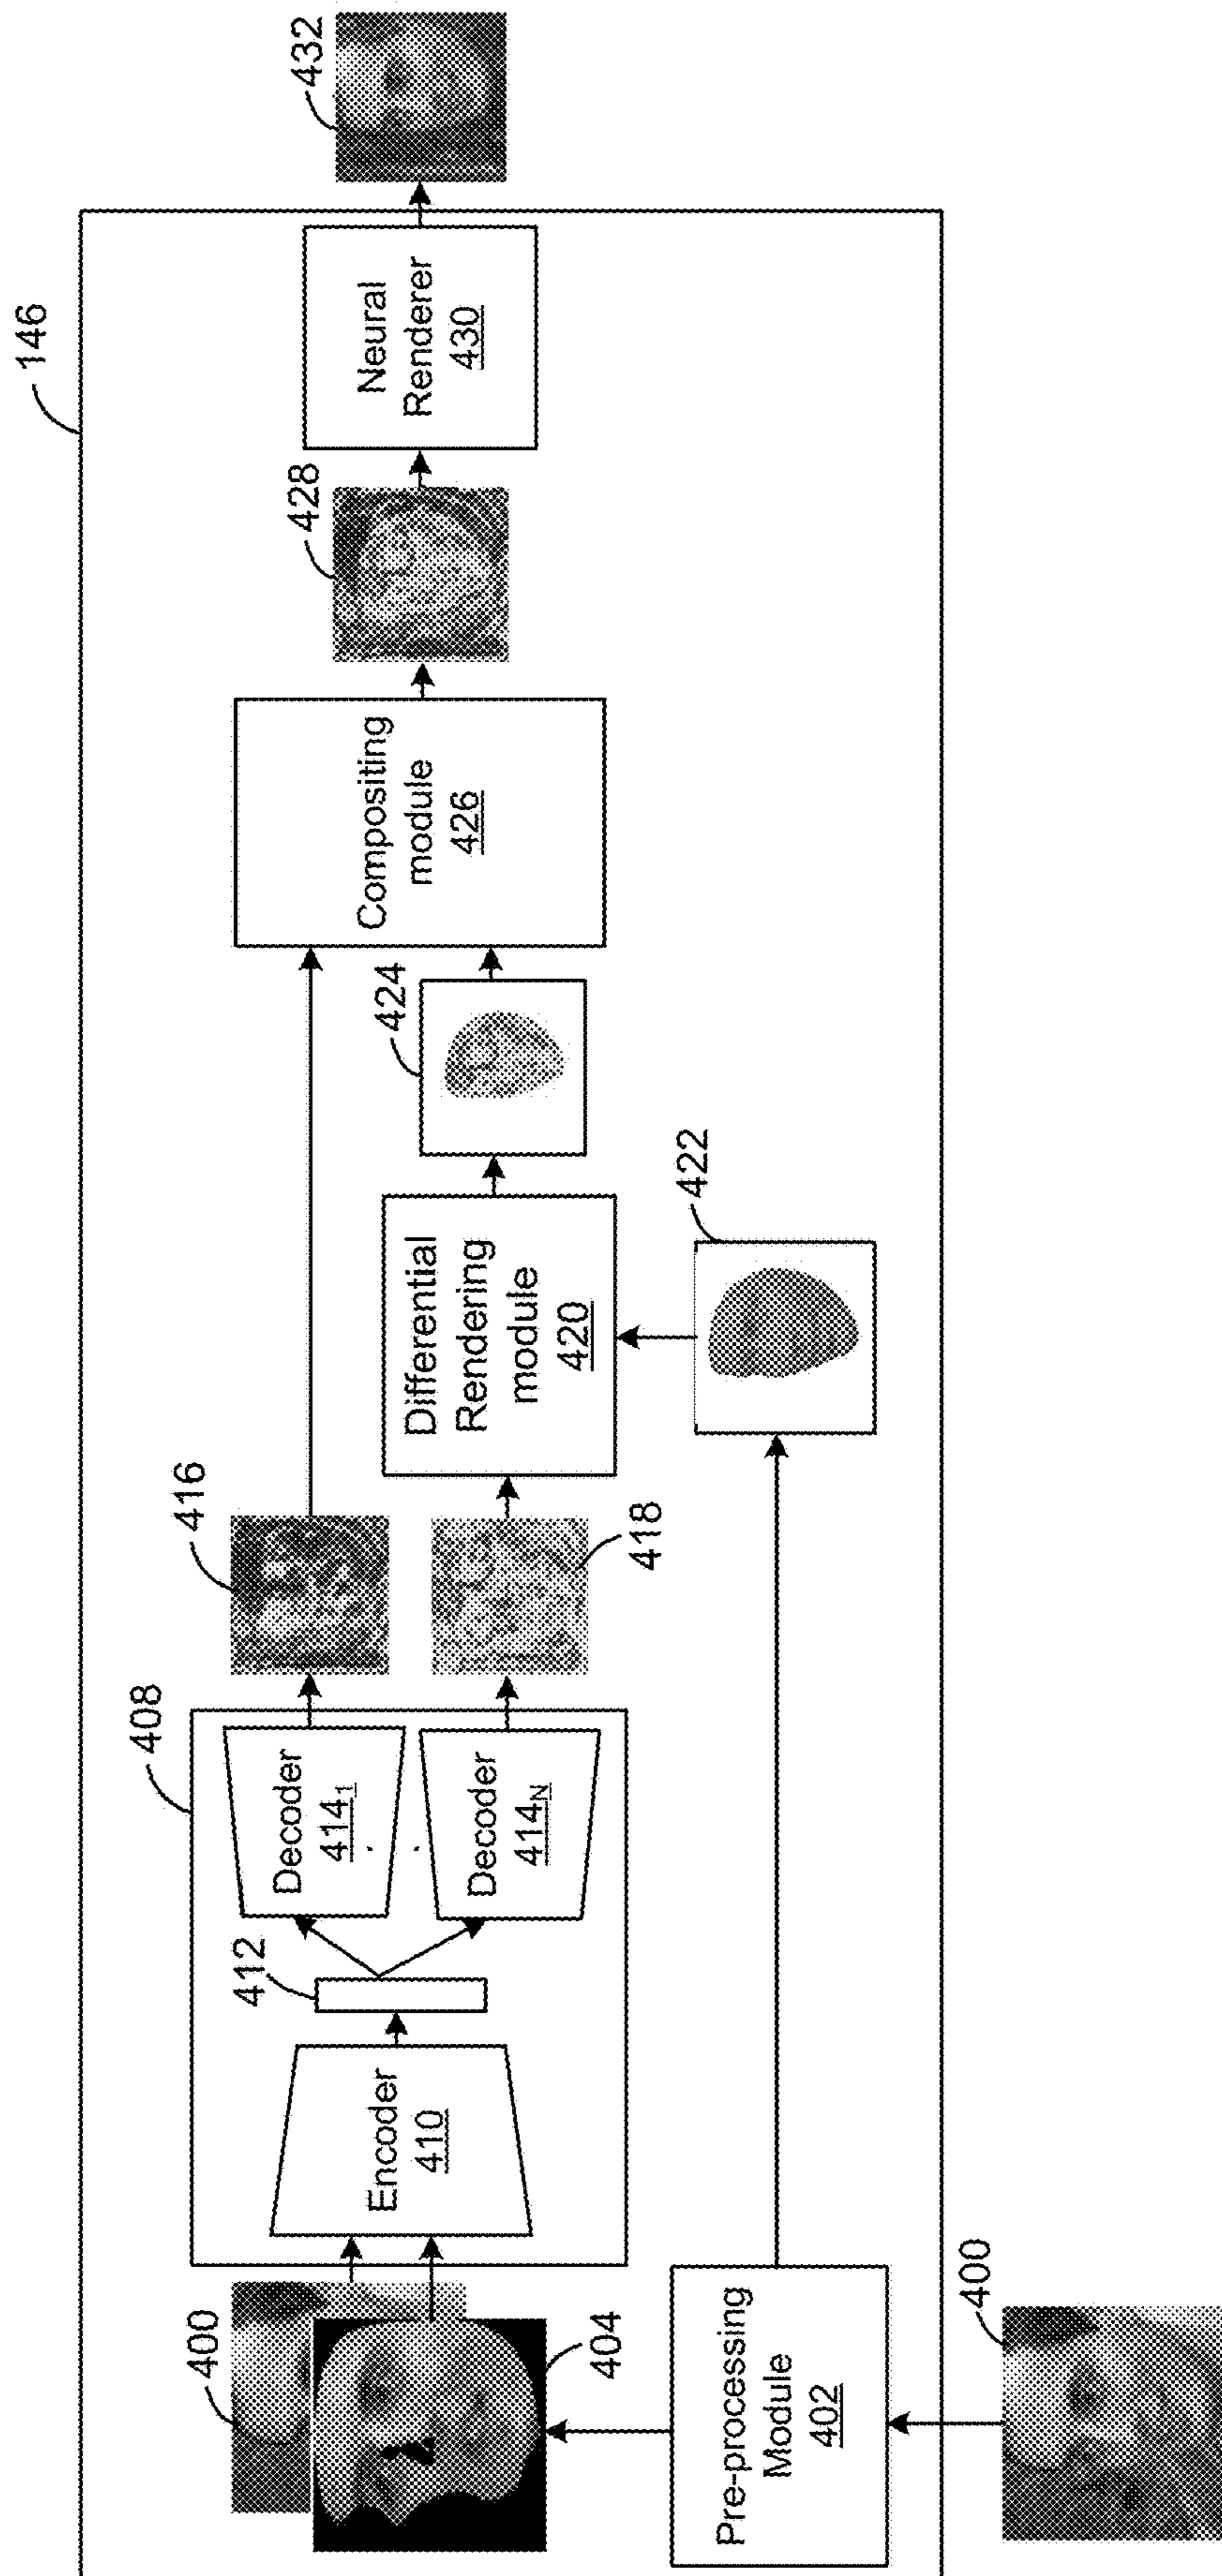 146
432
428
Neural
Renderer
430
Compositing
module
426
424
416
Differential
Rendering
module
420
422
418
408
412
Decoder
414₁
.
.
Decoder
414ₙ
Encoder
410
400
404
Pre-processing
Module
402
400